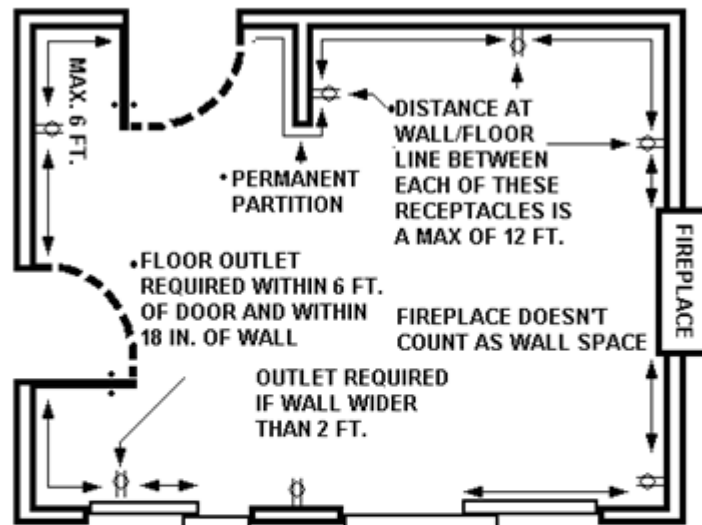 MAX. 6 FT.
•DISTANCE AT
WALL/FLOOR
LINE BETWEEN
EACH OF THESE
RECEPTACLES IS
A MAX OF 12 FT.
•PERMANENT
PARTITION
•FLOOR OUTLET
REQUIRED WITHIN 6 FT.
OF DOOR AND WITHIN
18 IN. OF WALL
FIREPLACE
FIREPLACE DOESN'T
COUNT AS WALL SPACE
OUTLET REQUIRED
IF WALL WIDER
THAN 2 FT.